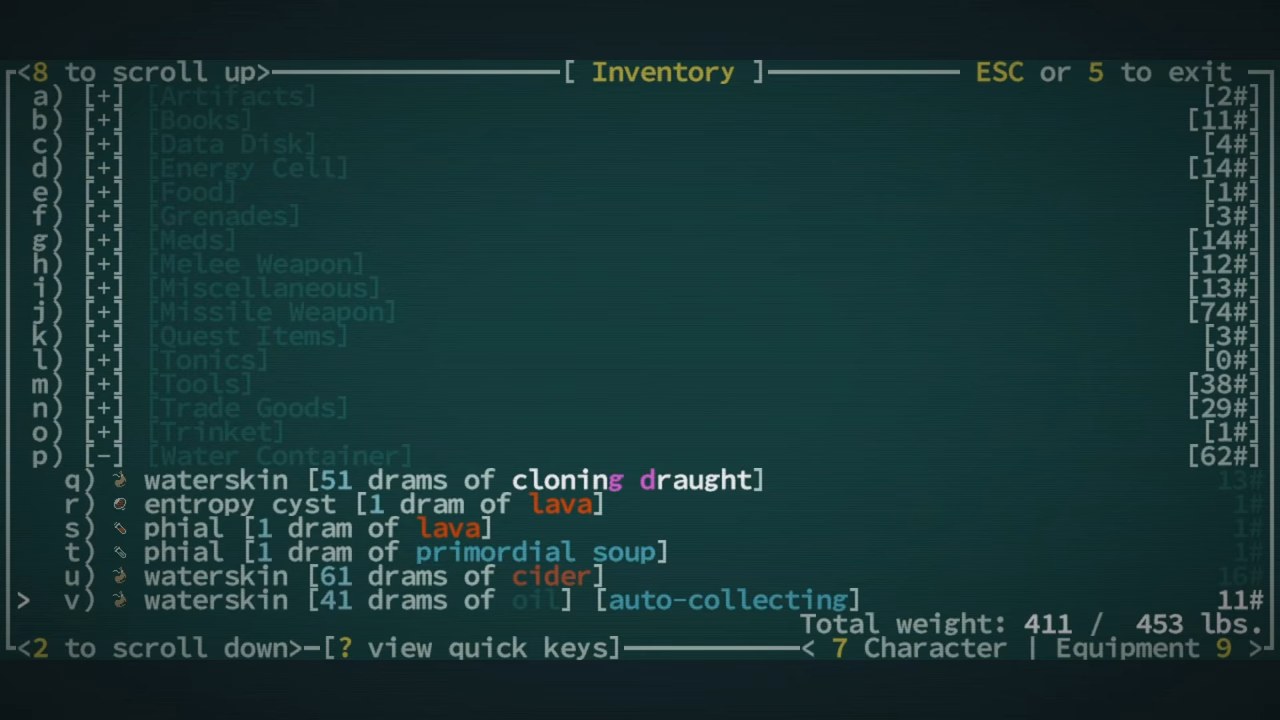 <8 to scroll up> [ Inventory ] ESC or 5 to exit
a) [+] [Artifacts] [2#]
b) [+] [Books] [11#]
c) [+] [Data Disk] [4#]
d) [+] [Energy Cell] [14#]
e) [+] [Food] [1#]
f) [+] [Grenades] [3#]
g) [+] [Meds] [14#]
h) [+] [Melee Weapon] [12#]
i) [+] [Miscellaneous] [13#]
j) [+] [Missile Weapon] [74#]
k) [+] [Quest Items] [3#]
l) [+] [Tonics] [0#]
m) [+] [Tools] [38#]
n) [+] [Trade Goods] [29#]
o) [+] [Trinket] [1#]
p) [-] [Water Container] [62#]
q) waterskin [51 drams of cloning draught] 13#
r) entropy cyst [1 dram of lava] 1#
s) phial [1 dram of lava] 1#
t) phial [1 dram of primordial soup] 1#
u) waterskin [61 drams of cider] 16#
> v) waterskin [41 drams of oil] [auto-collecting] 11#
Total weight: 411 / 453 lbs.
<2 to scroll down> [? view quick keys] < 7 Character | Equipment 9 >